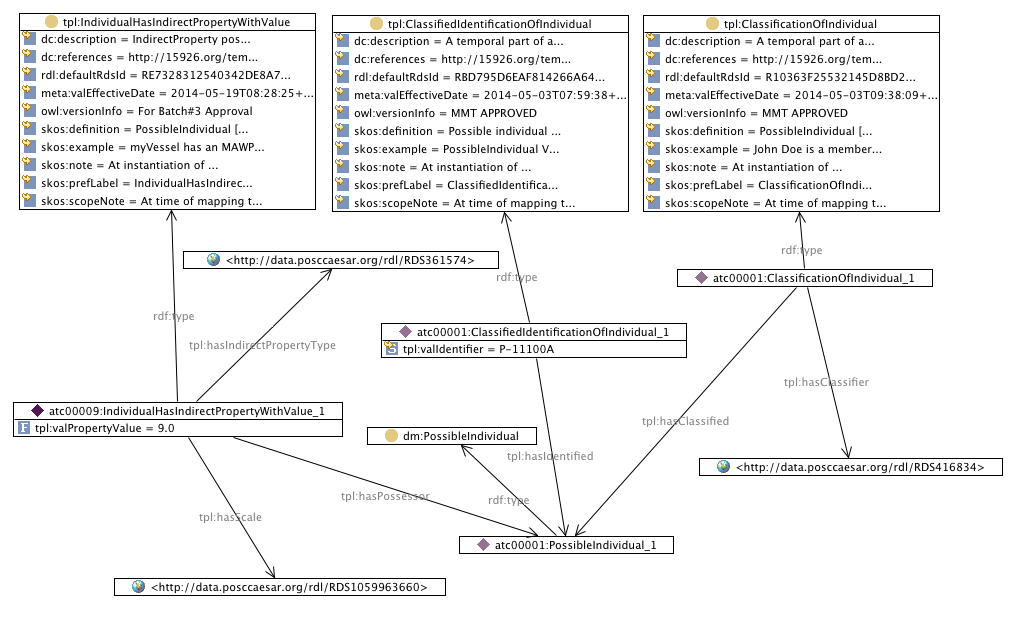 tpl:IndividualHasIndirectPropertyWithValue
dc:description = IndirectProperty pos...
dc:references = http://15926.org/tem...
rdl:defaultRdsId = RE7328312540342DE8A7...
meta:valEffectiveDate = 2014-05-19T08:28:25+...
owl:versionInfo = For Batch#3 Approval
skos:definition = PossibleIndividual [...
skos:example = myVessel has an MAWP...
skos:note = At instantiation of ...
skos:prefLabel = IndividualHasIndirec...
skos:scopeNote = At time of mapping t...
tpl:ClassifiedIdentificationOfIndividual
dc:description = A temporal part of a...
dc:references = http://15926.org/tem...
rdl:defaultRdsId = RBD795D6EAF814266A64...
meta:valEffectiveDate = 2014-05-03T07:59:38+...
owl:versionInfo = MMT APPROVED
skos:definition = Possible individual ...
skos:example = PossibleIndividual V...
skos:note = At instantiation of ...
skos:prefLabel = ClassifiedIdentifica...
skos:scopeNote = At time of mapping t...
tpl:ClassificationOfIndividual
dc:description = A temporal part of a...
dc:references = http://15926.org/tem...
rdl:defaultRdsId = R10363F25532145D8BD2...
meta:valEffectiveDate = 2014-05-03T09:38:09+...
owl:versionInfo = MMT APPROVED
skos:definition = PossibleIndividual [...
skos:example = John Doe is a member...
skos:note = At instantiation of ...
skos:prefLabel = ClassificationOfIndi...
skos:scopeNote = At time of mapping t...
rdf:type
<http://data.posccaesar.org/rdl/RDS361574>
rdf:type
atc00001:ClassificationOfIndividual_1
rdf:type
atc00001:ClassifiedIdentificationOfIndividual_1
tpl:valIdentifier = P-11100A
tpl:hasIndirectPropertyType
tpl:hasClassifier
atc00009:IndividualHasIndirectPropertyWithValue_1
tpl:valPropertyValue = 9.0
tpl:hasClassified
dm:PossibleIndividual
tpl:hasIdentified
<http://data.posccaesar.org/rdl/RDS416834>
tpl:hasPossessor
rdf:type
tpl:hasScale
atc00001:PossibleIndividual_1
<http://data.posccaesar.org/rdl/RDS1059963660>